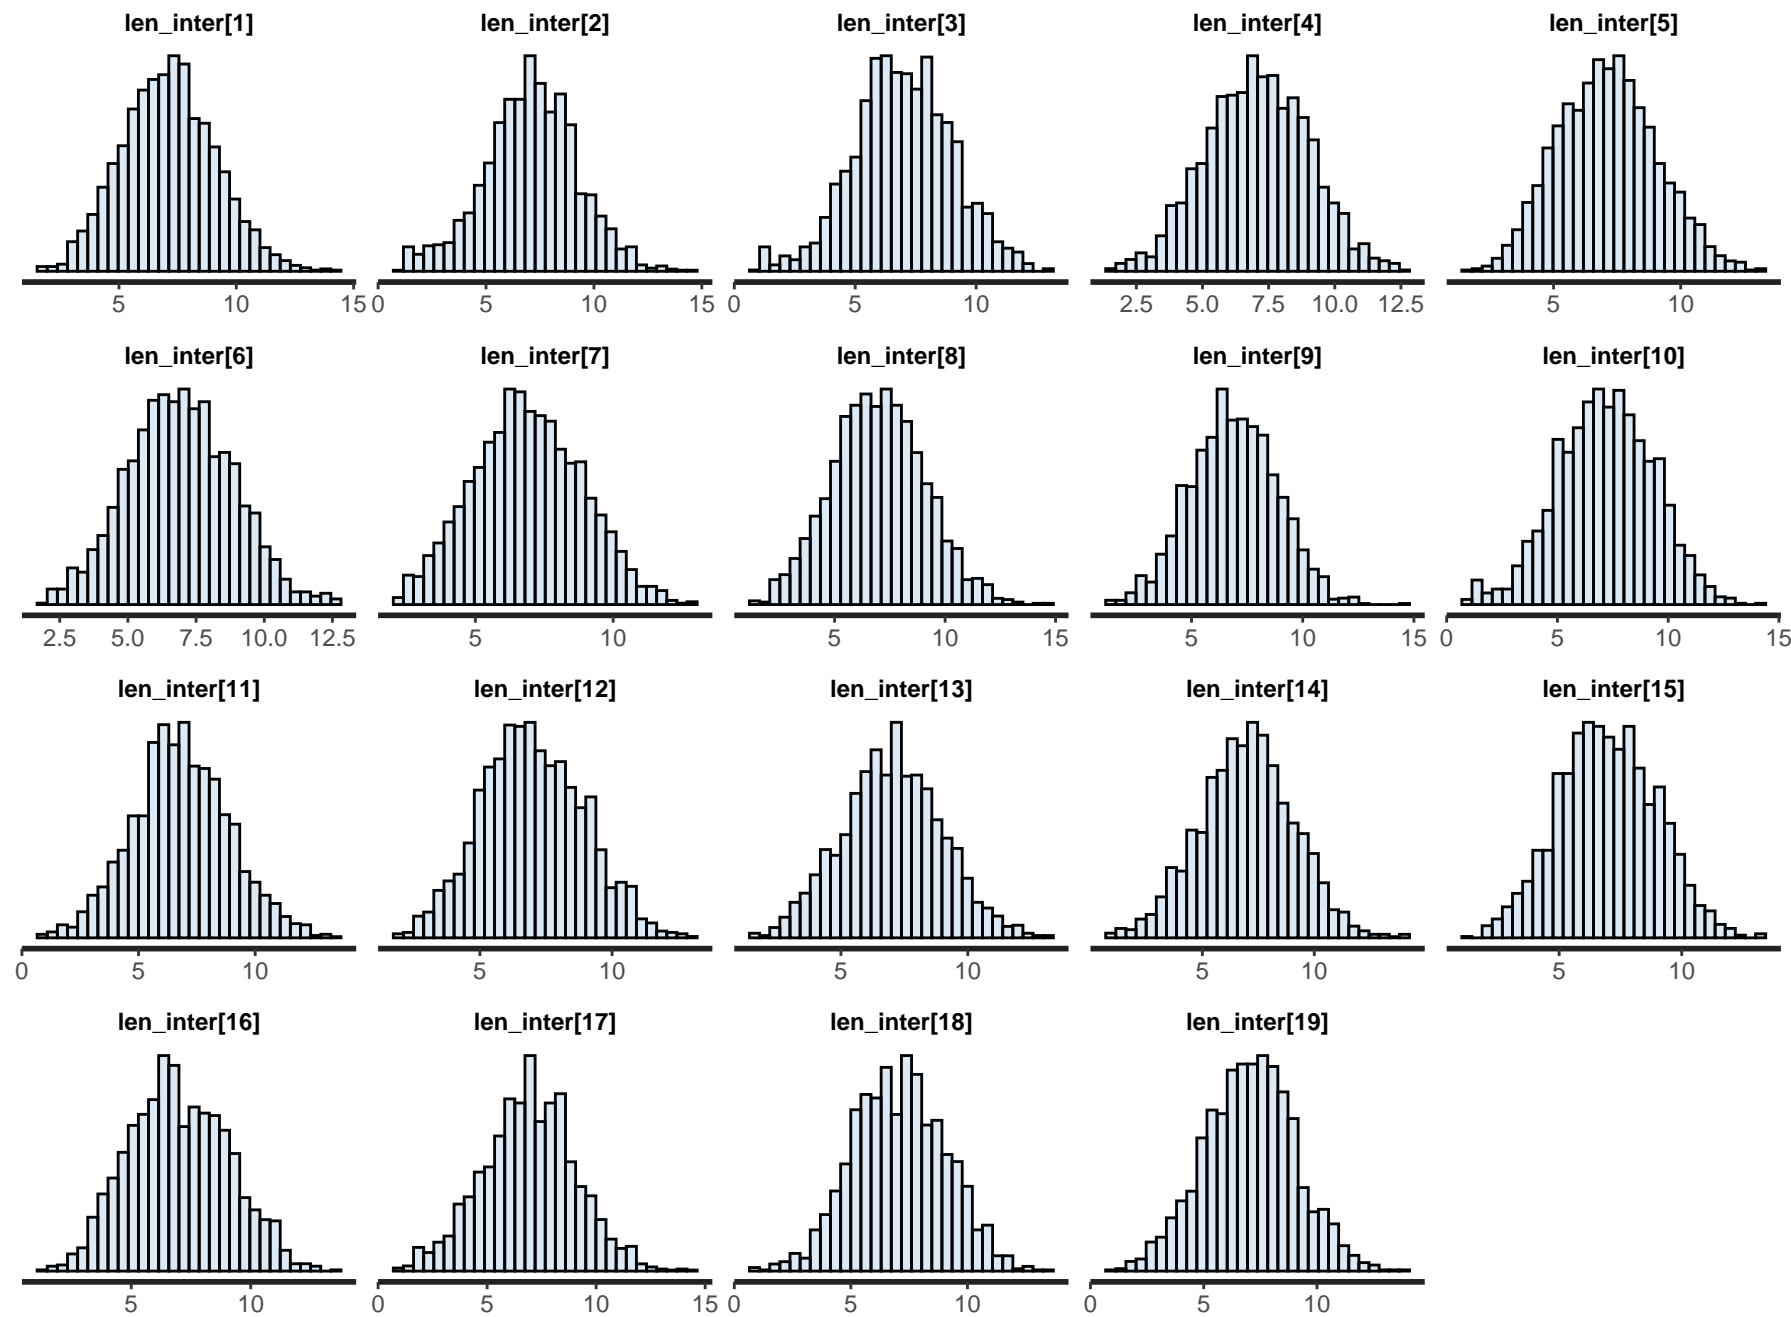 len_inter[1] len_inter[2] len_inter[3] len_inter[4] len_inter[5]
5 10 15 0 5 10 15 0 5 10 2.5 5.0 7.5 10.0 12.5 5 10
len_inter[6] len_inter[7] len_inter[8] len_inter[9] len_inter[10]
2.5 5.0 7.5 10.0 12.5 5 10 5 10 15 5 10 15 0 5 10 15
len_inter[11] len_inter[12] len_inter[13] len_inter[14] len_inter[15]
0 5 10 5 10 5 10 5 10 5 10
len_inter[16] len_inter[17] len_inter[18] len_inter[19]
5 10 0 5 10 15 0 5 10 0 5 10